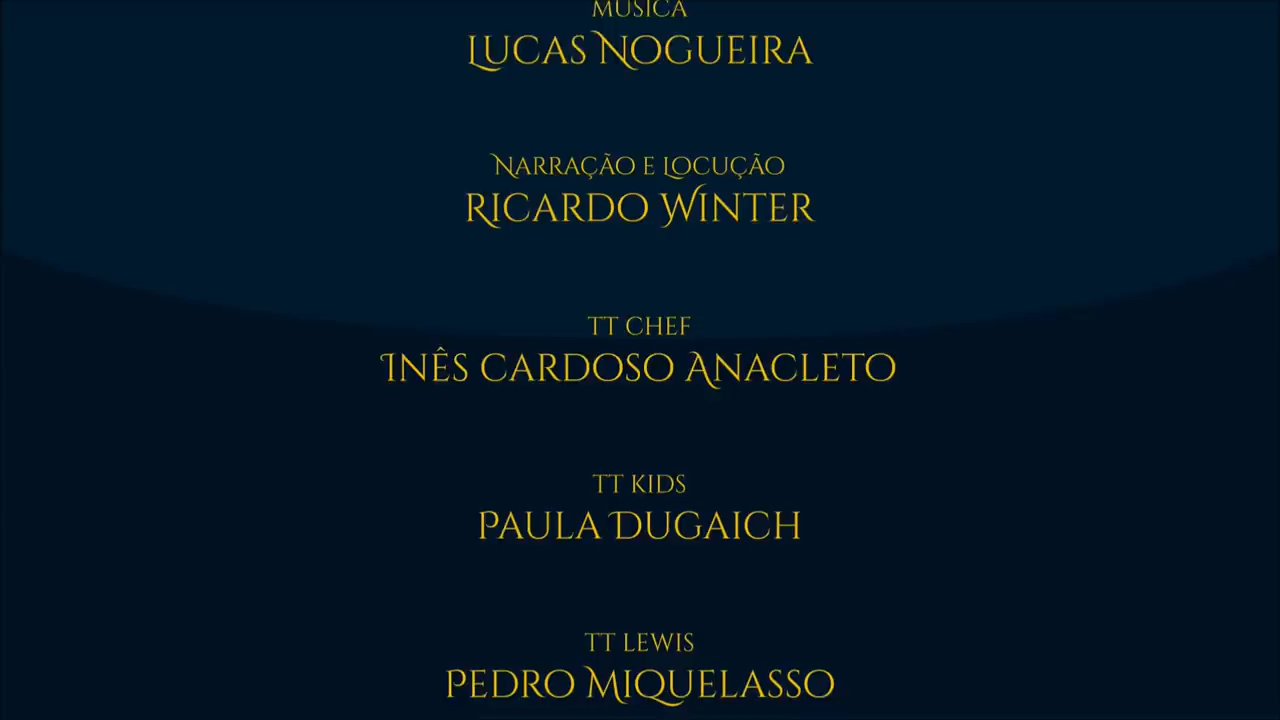 MÚSICA
LUCAS NOGUEIRA
NARRAÇÃO E LOCUÇÃO
RICARDO WINTER
TT CHEF
INÊS CARDOSO ANACLETO
TT KIDS
PAULA DUGAICH
TT LEWIS
PEDRO MIQUELASSO